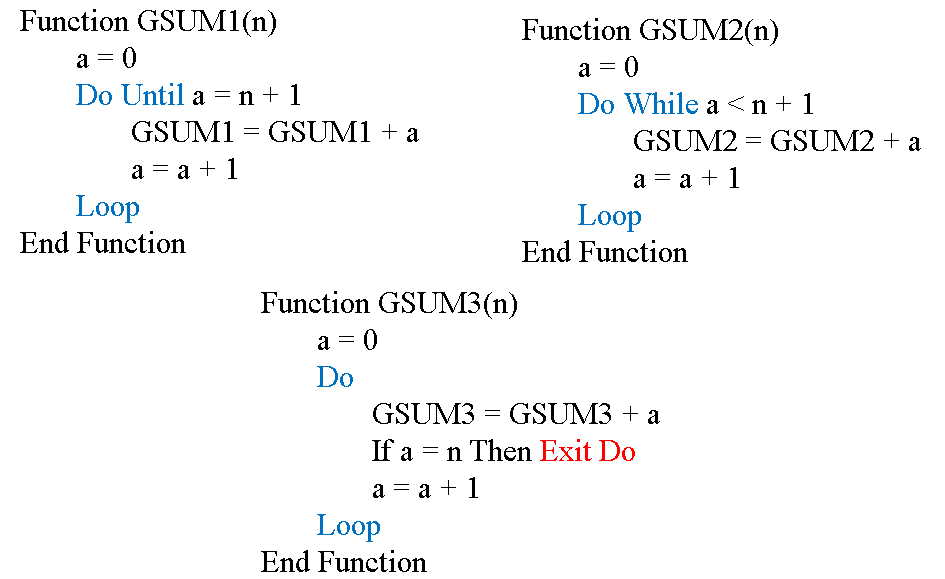 Function GSUM1(n)
a = 0
Do Until a = n + 1
GSUM1 = GSUM1 + a
a = a + 1
Loop
End Function
Function GSUM2(n)
a = 0
Do While a < n + 1
GSUM2 = GSUM2 + a
a = a + 1
Loop
End Function
Function GSUM3(n)
a = 0
Do
GSUM3 = GSUM3 + a
If a = n Then Exit Do
a = a + 1
Loop
End Function